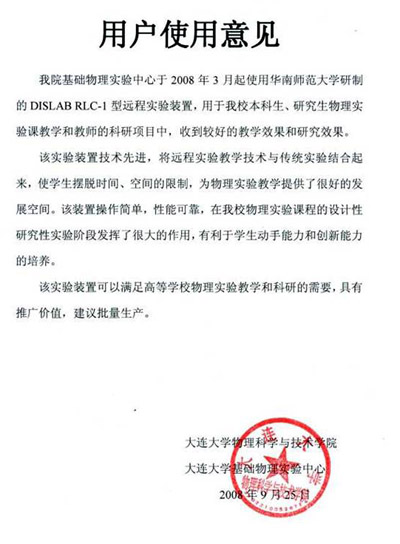 用户使用意见
我院基础物理实验中心于 2008 年 3 月起使用华南师范大学研制
的 DISLAB RLC-1 型远程实验装置，用于我校本科生、研究生物理实
验课教学和教师的科研项目中，收到较好的教学效果和研究效果。
该实验装置技术先进，将远程实验教学技术与传统实验结合起
来，使学生摆脱时间、空间的限制，为物理实验教学提供了很好的发
展空间。该装置操作简单，性能可靠，在我校物理实验课程的设计性
研究性实验阶段发挥了很大的作用，有利于学生动手能力和创新能力
的培养。
该实验装置可以满足高等学校物理实验教学和科研的需要，具有
推广价值，建议批量生产。
大连大学物理科学与技术学院
大连大学基础物理实验中心
2008 年 9 月 25 日
大连大学
物理科学与技术学院